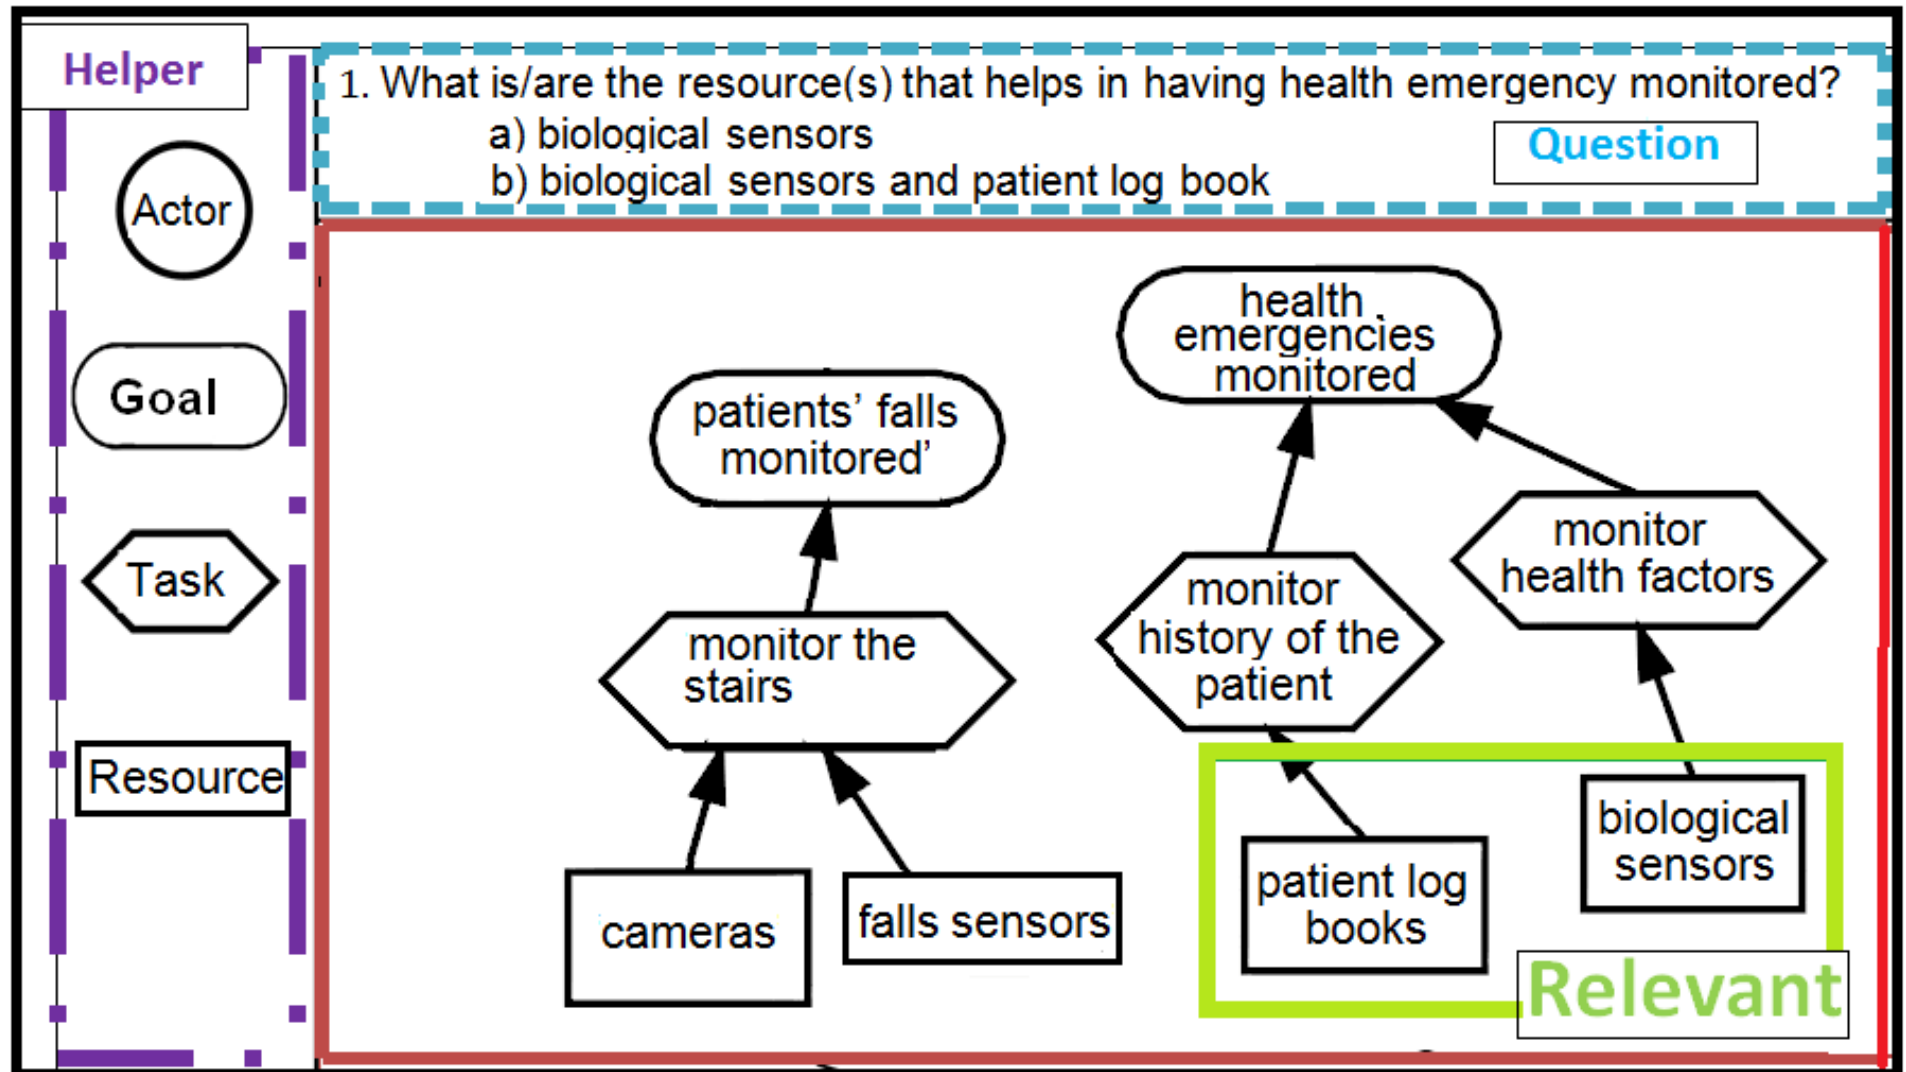 Helper
1. What is/are the resource(s) that helps in having health emergency monitored?
a) biological sensors
b) biological sensors and patient log book
Question
Actor
Goal
Task
Resource
patients’ falls
monitored’
monitor the
stairs
cameras
falls sensors
health
emergencies
monitored
monitor
history of the
patient
monitor
health factors
patient log
books
biological
sensors
Relevant